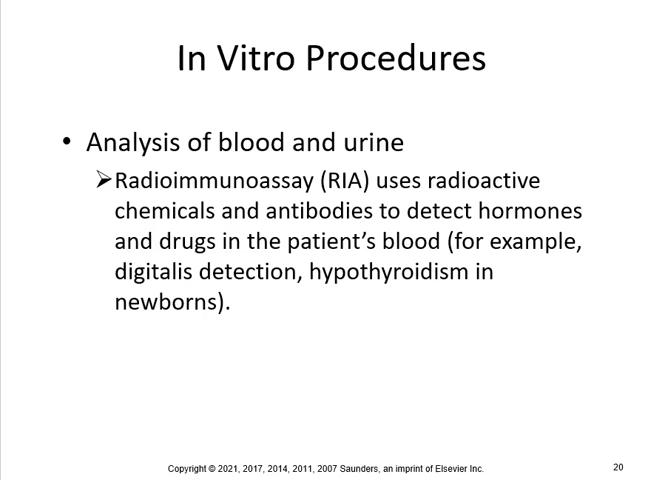 In Vitro Procedures
• Analysis of blood and urine
➢Radioimmunoassay (RIA) uses radioactive
chemicals and antibodies to detect hormones
and drugs in the patient’s blood (for example,
digitalis detection, hypothyroidism in
newborns).
Copyright © 2021, 2017, 2014, 2011, 2007 Saunders, an imprint of Elsevier Inc.
20